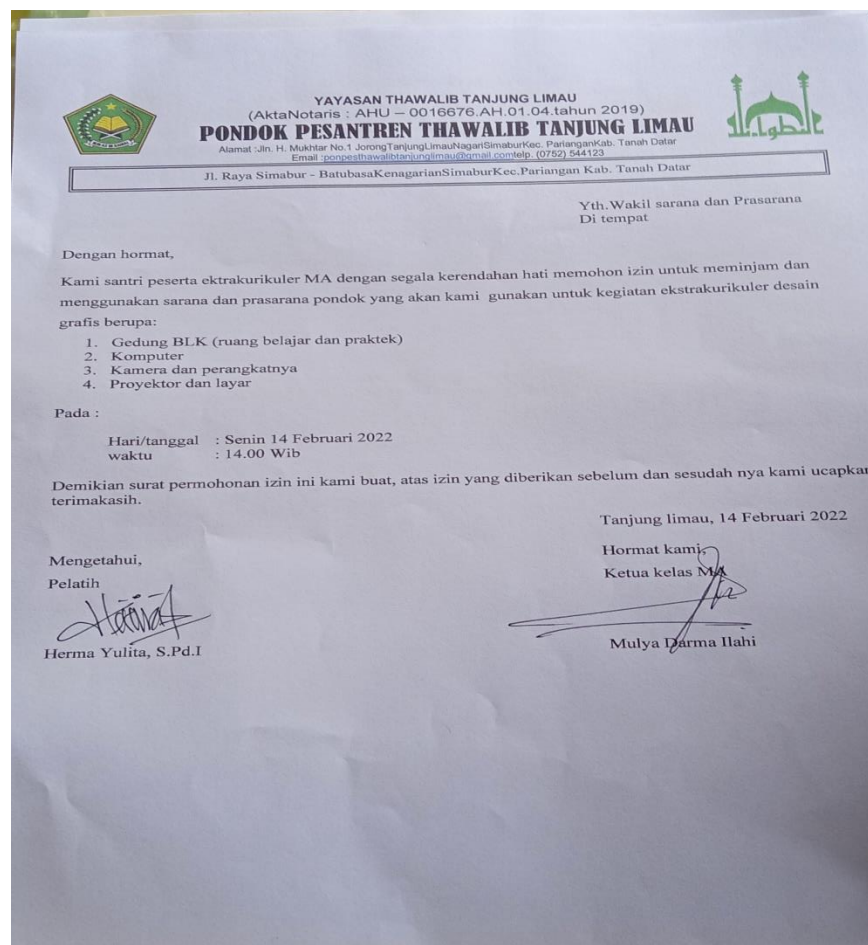 YAYASAN THAWALIB TANJUNG LIMAU
(AktaNotaris : AHU – 0016676.AH.01.04.tahun 2019)
PONDOK PESANTREN THAWALIB TANJUNG LIMAU
Alamat :Jln. H. Mukhtar No.1 JorongTanjungLimauNagariSimaburKec. ParianganKab. Tanah Datar
Email :ponpesthawalibtanjunglimau@gmail.comtelp. (0752) 544123
Jl. Raya Simabur - BatubasaKenagarianSimaburKec.Pariangan Kab. Tanah Datar
Yth.Wakil sarana dan Prasarana
Di tempat
Dengan hormat,
Kami santri peserta ektrakurikuler MA dengan segala kerendahan hati memohon izin untuk meminjam dan
menggunakan sarana dan prasarana pondok yang akan kami gunakan untuk kegiatan ekstrakurikuler desain
grafis berupa:
1. Gedung BLK (ruang belajar dan praktek)
2. Komputer
3. Kamera dan perangkatnya
4. Proyektor dan layar
Pada :
Hari/tanggal : Senin 14 Februari 2022
waktu : 14.00 Wib
Demikian surat permohonan izin ini kami buat, atas izin yang diberikan sebelum dan sesudah nya kami ucapkan
terimakasih.
Tanjung limau, 14 Februari 2022
Mengetahui,
Pelatih
Herma Yulita, S.Pd.I
Hormat kami,
Ketua kelas MA
Mulya Darma Ilahi